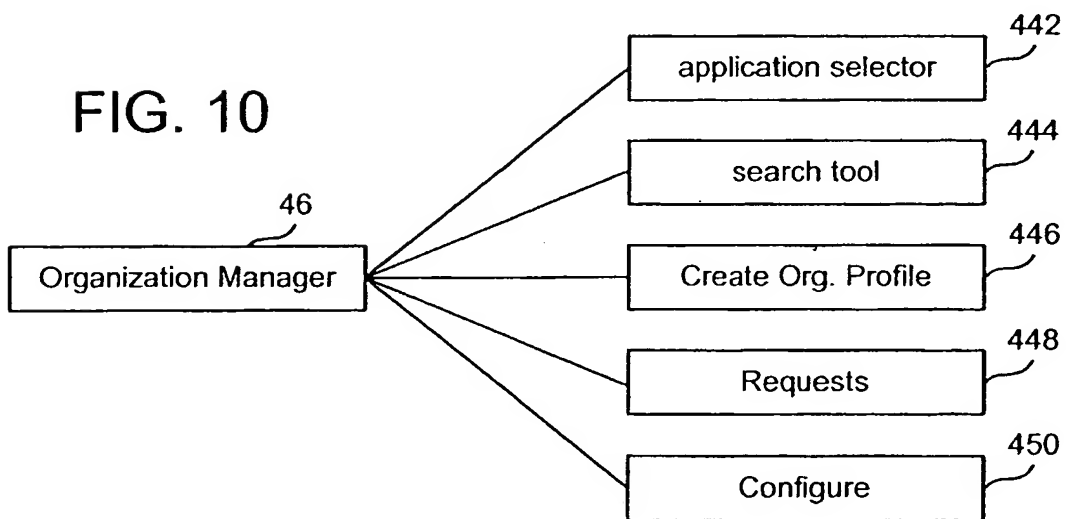 442
application selector
FIG. 10
444
search tool
46
446
Organization Manager
Create Org. Profile
448
Requests
450
Configure